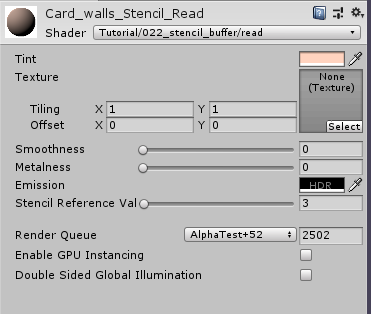 Card_walls_Stencil_Read
Shader Tutorial/022_stencil_buffer/read
Tint
Texture
None
(Texture)
Tiling X 1 Y 1
Offset X 0 Y 0
Select
Smoothness 0
Metalness 0
Emission HDR
Stencil Reference Val 3
Render Queue AlphaTest+52 2502
Enable GPU Instancing
Double Sided Global Illumination